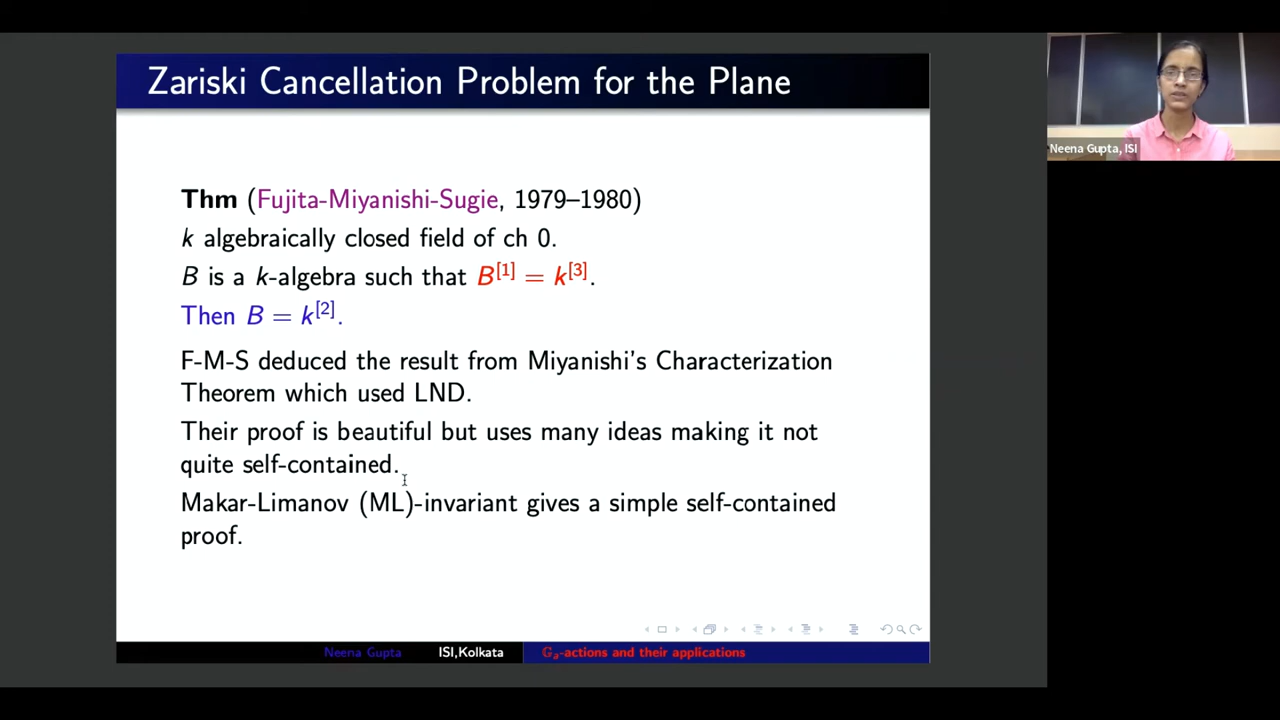 Zariski Cancellation Problem for the Plane
Neena Gupta, ISI
Thm (Fujita-Miyanishi-Sugie, 1979–1980)
k algebraically closed field of ch 0.
B is a k-algebra such that B^[1] = k^[3].
Then B = k^[2].
F-M-S deduced the result from Miyanishi's Characterization
Theorem which used LND.
Their proof is beautiful but uses many ideas making it not
quite self-contained.
Makar-Limanov (ML)-invariant gives a simple self-contained
proof.
Neena Gupta ISI,Kolkata 𝔾ₐ-actions and their applications